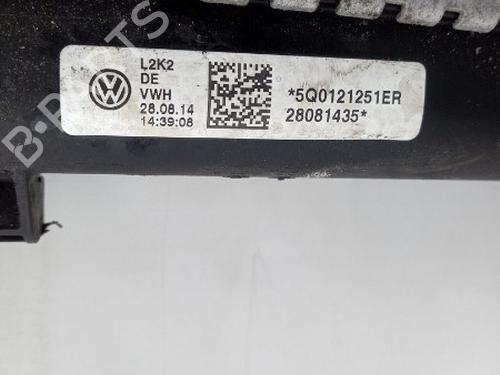 L2K2
DE
VWH
28.08.14
14:39:08
*5Q0121251ER
28081435*
B-PARTS